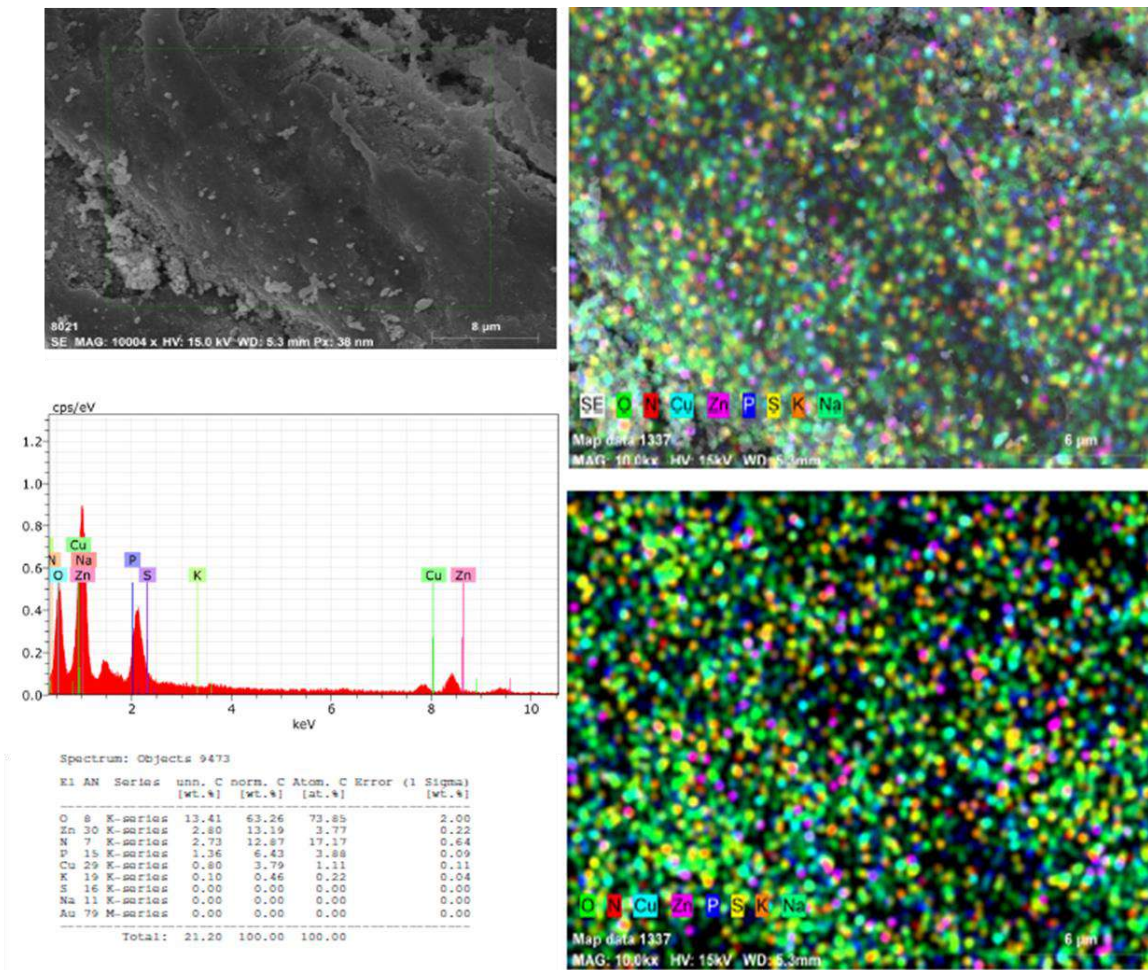 8021
8 µm
SE MAG: 10004 x HV: 15.0 kV WD: 5.3 mm Px: 38 nm
SE O N Cu Zn P S K Na
Map data 1337
6 µm
MAG: 10.0kx HV: 15kV WD: 5.3mm
cps/eV
1.2
1.0
0.8
0.6
0.4
0.2
0.0
Cu
N Na P
O Zn S K Cu Zn
2 4 6 8 10
keV
Spectrum: Objects 9473
El AN Series unn. C norm. C Atom. C Error (1 Sigma)
[wt.%] [wt.%] [at.%] [wt.%]
O 8 K-series 13.41 63.26 73.85 2.00
Zn 30 K-series 2.80 13.19 3.77 0.22
N 7 K-series 2.73 12.87 17.17 0.64
P 15 K-series 1.36 6.43 3.88 0.09
Cu 29 K-series 0.80 3.79 1.11 0.11
K 19 K-series 0.10 0.46 0.22 0.04
S 16 K-series 0.00 0.00 0.00 0.00
Na 11 K-series 0.00 0.00 0.00 0.00
Au 79 M-series 0.00 0.00 0.00 0.00
Total: 21.20 100.00 100.00
O N Cu Zn P S K Na
Map data 1337
6 µm
MAG: 10.0kx HV: 15kV WD: 5.3mm